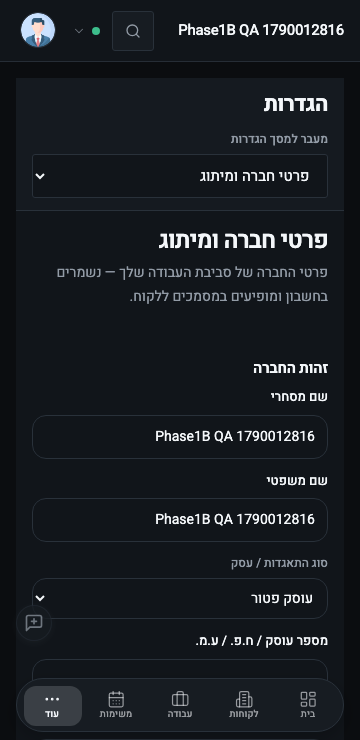 Phase1B QA 1790012816
הגדרות
מעבר למסך הגדרות
פרטי חברה ומיתוג
פרטי חברה ומיתוג
פרטי החברה של סביבת העבודה שלך — נשמרים
בחשבון ומופיעים במסמכים ללקוח.
זהות החברה
שם מסחרי
Phase1B QA 1790012816
שם משפטי
Phase1B QA 1790012816
סוג התאגדות / עסק
עוסק פטור
מספר עוסק / ח.פ. / ע.מ.
בית
לקוחות
עבודה
משימות
עוד